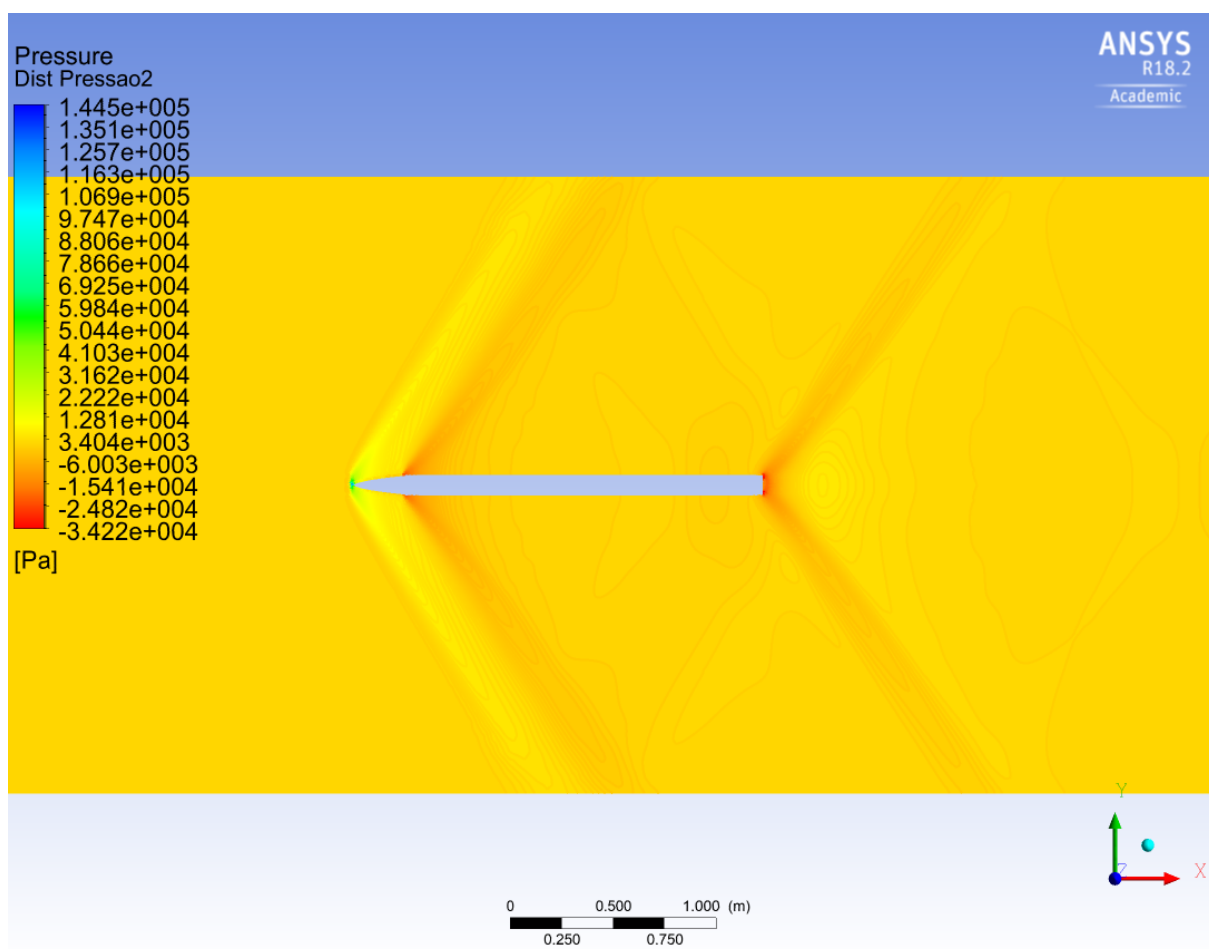 Pressure
Dist Pressao2
1.445e+005
1.351e+005
1.257e+005
1.163e+005
1.069e+005
9.747e+004
8.806e+004
7.866e+004
6.925e+004
5.984e+004
5.044e+004
4.103e+004
3.162e+004
2.222e+004
1.281e+004
3.404e+003
-6.003e+003
-1.541e+004
-2.482e+004
-3.422e+004
[Pa]
ANSYS
R18.2
Academic
Y
Z
X
0 0.500 1.000 (m)
0.250 0.750